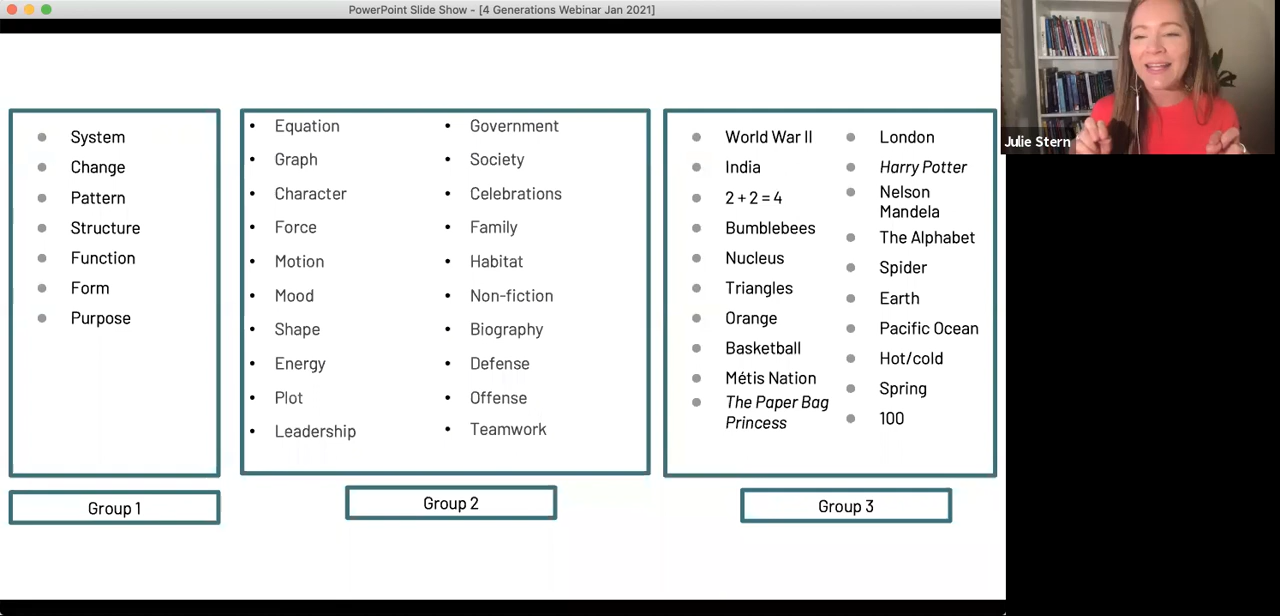 PowerPoint Slide Show - [4 Generations Webinar Jan 2021]
System
Change
Pattern
Structure
Function
Form
Purpose
Group 1
Equation
Graph
Character
Force
Motion
Mood
Shape
Energy
Plot
Leadership
Government
Society
Celebrations
Family
Habitat
Non-fiction
Biography
Defense
Offense
Teamwork
Group 2
World War II
India
2 + 2 = 4
Bumblebees
Nucleus
Triangles
Orange
Basketball
Métis Nation
The Paper Bag
Princess
London
Harry Potter
Nelson
Mandela
The Alphabet
Spider
Earth
Pacific Ocean
Hot/cold
Spring
100
Group 3
Julie Stern